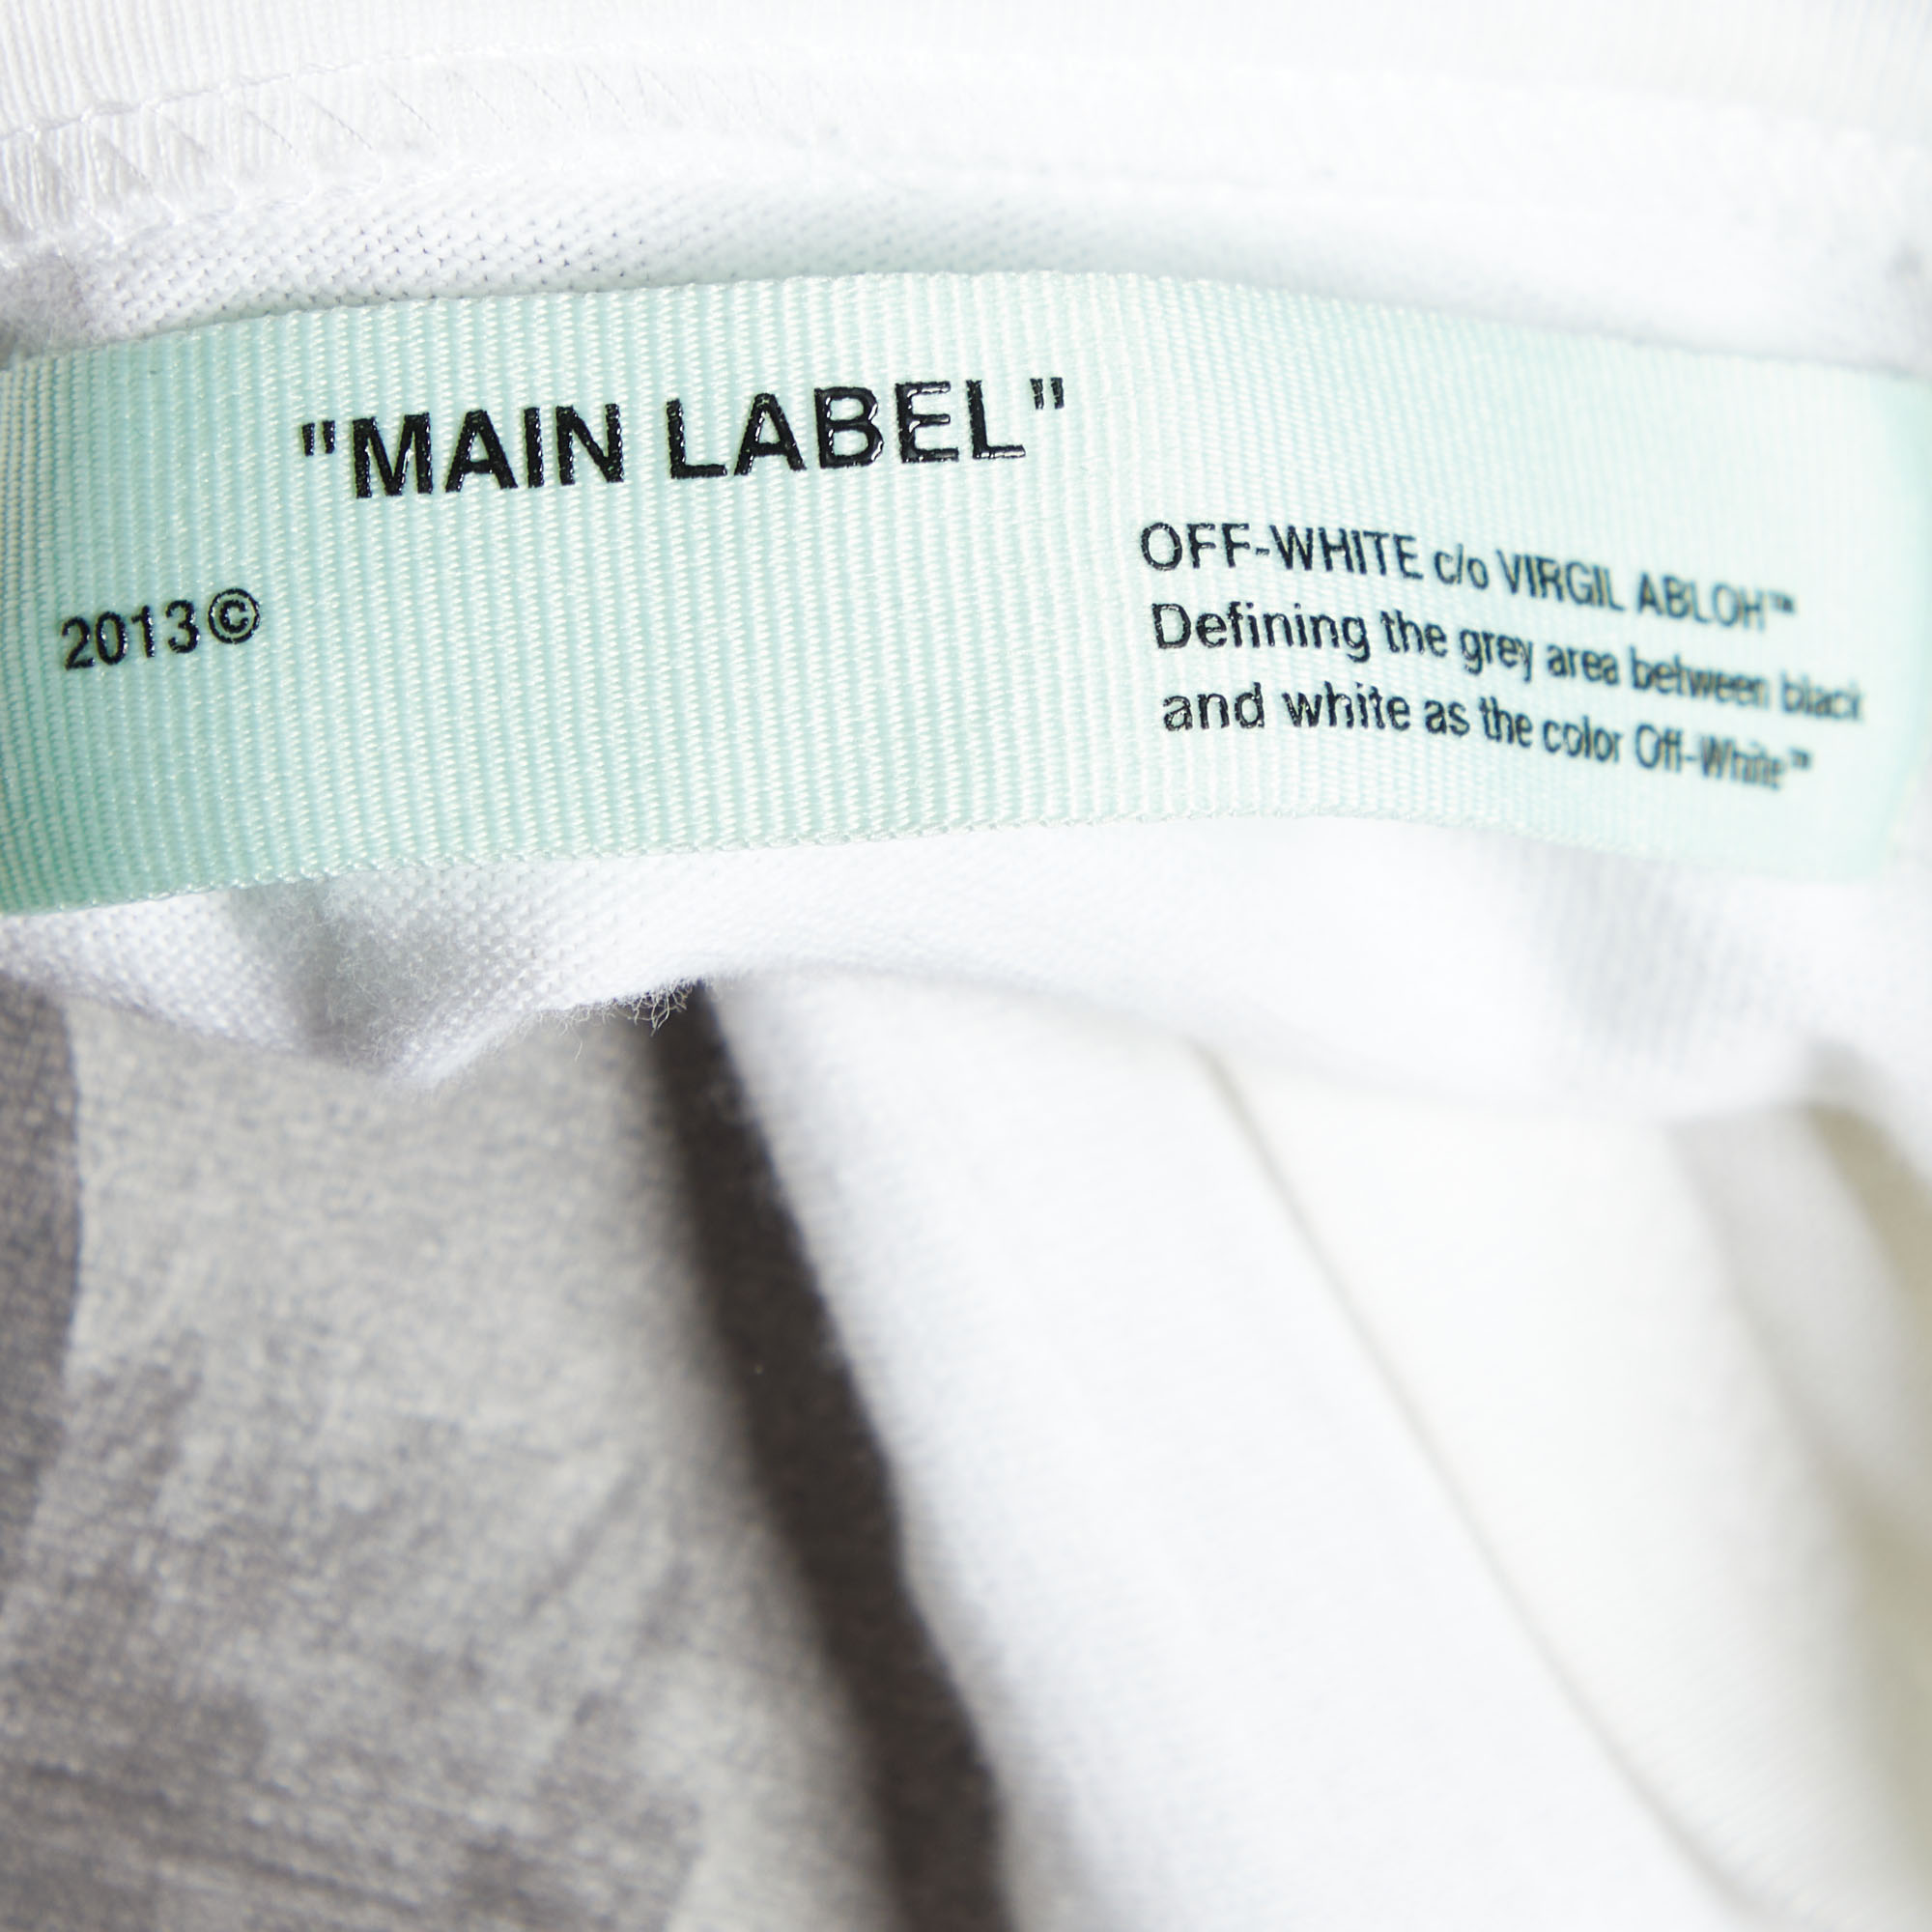 "MAIN LABEL"
2013©
OFF-WHITE c/o VIRGIL ABLOH™
Defining the grey area between black
and white as the color Off-White™